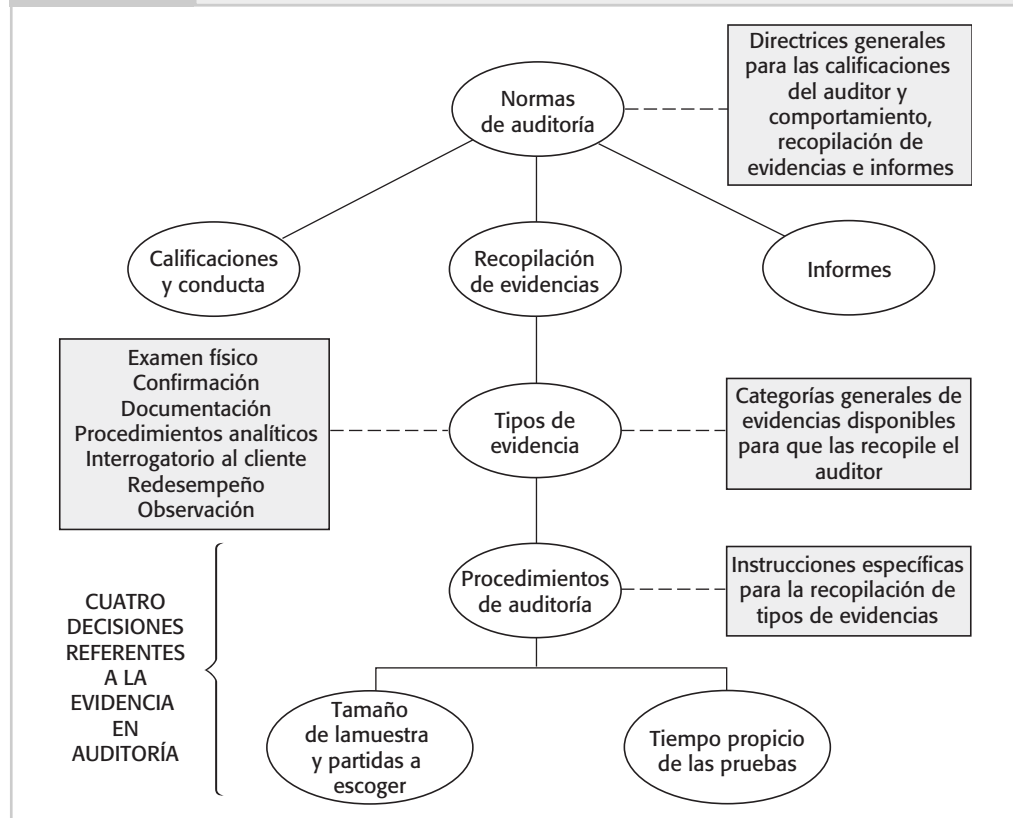 Directrices generales
para las calificaciones
del auditor y
comportamiento,
recopilación de
evidencias e informes
Normas
de auditoría
Calificaciones
y conducta
Recopilación
de evidencias
Informes
Examen físico
Confirmación
Documentación
Procedimientos analíticos
Interrogatorio al cliente
Redesempeño
Observación
Tipos de
evidencia
Categorías generales de
evidencias disponibles
para que las recopile el
auditor
Procedimientos
de auditoría
Instrucciones específicas
para la recopilación de
tipos de evidencias
CUATRO
DECISIONES
REFERENTES
A LA
EVIDENCIA
EN
AUDITORÍA
Tamaño
de lamuestra
y partidas a
escoger
Tiempo propicio
de las pruebas